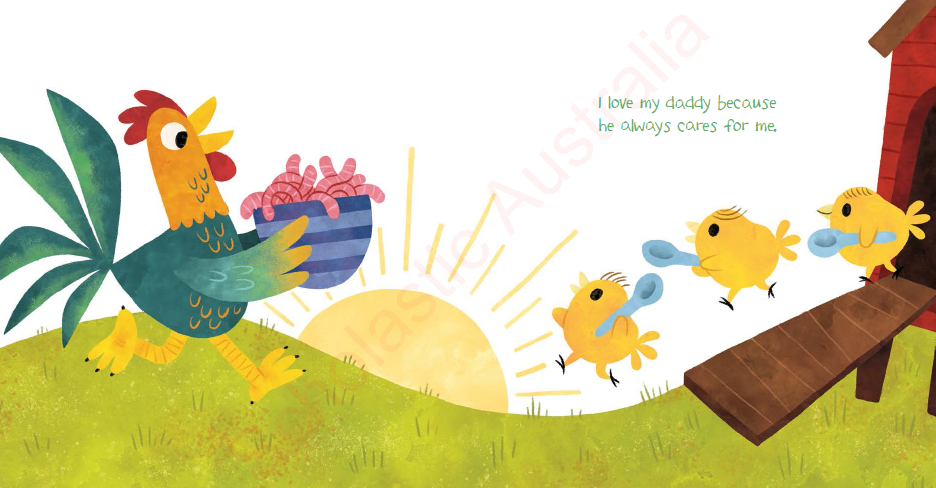 I love my daddy because
he always cares for me.
Scholastic Australia